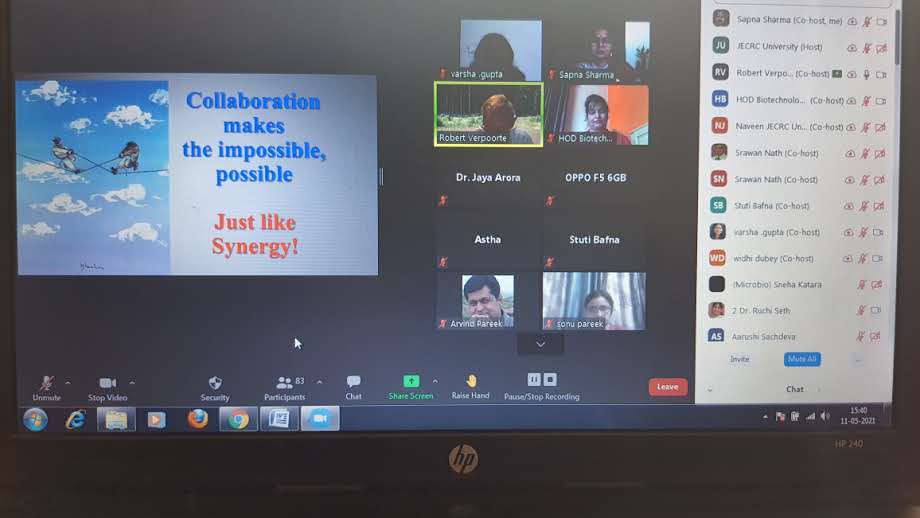 Collaboration
makes
the impossible,
possible
Just like
Synergy!
varsha .gupta
Sapna Sharma
Robert Verpoorte
HOD Biotech...
Dr. Jaya Arora
OPPO F5 6GB
Astha
Stuti Bafna
Arvind Pareek
sonu pareek
Sapna Sharma (Co-host, me)
JU JECRC University (Host)
RV Robert Verpo... (Co-host)
HB HOD Biotechnolo... (Co-host)
NJ Naveen JECRC Un... (Co-host)
Srawan Nath (Co-host)
SN Srawan Nath (Co-host)
SB Stuti Bafna (Co-host)
varsha .gupta (Co-host)
WD widhi dubey (Co-host)
(Microbio) Sneha Katara
2 Dr. Ruchi Seth
AS Aarushi Sachdeva
Invite
Mute All
...
Chat
Unmute
Stop Video
Security
83
Participants
Chat
Share Screen
Raise Hand
Pause/Stop Recording
Leave
15:40
11-05-2021
hp
HP 240